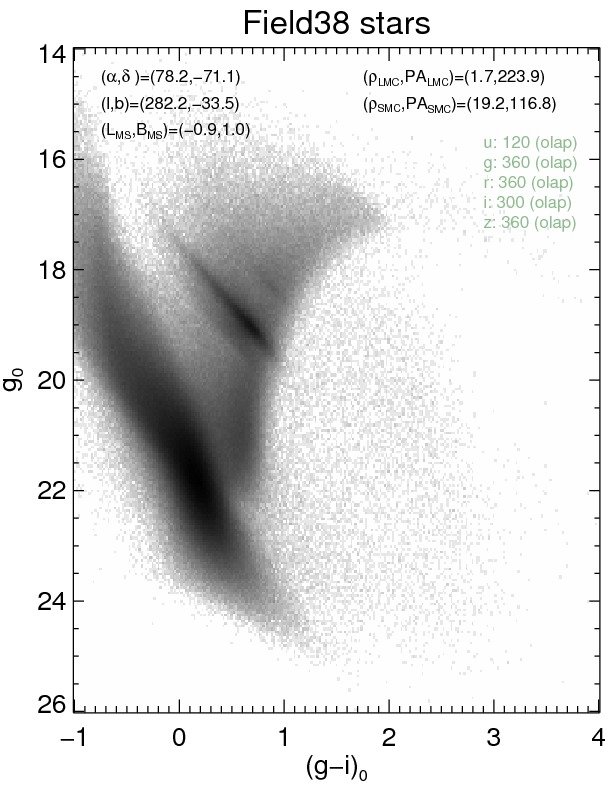 Field38 stars
(α,δ )=(78.2,−71.1)
(ρLMC,PALMC)=(1.7,223.9)
(l,b)=(282.2,−33.5)
(ρSMC,PASMC)=(19.2,116.8)
(LMS,BMS)=(−0.9,1.0)
u: 120 (olap)
g: 360 (olap)
r: 360 (olap)
i: 300 (olap)
z: 360 (olap)
14
16
18
20
22
24
26
g0
−1 0 1 2 3 4
(g−i)0